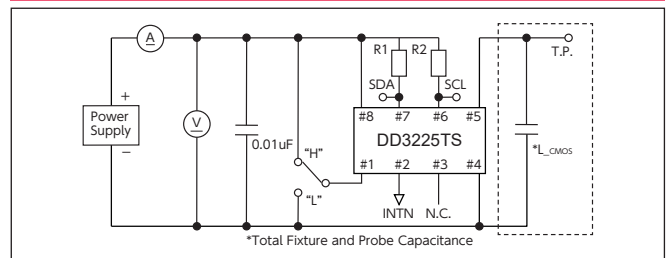 A
R1 R2
T.P.
SDA SCL
+
Power
Supply
−
V
0.01uF
#8 #7 #6 #5
DD3225TS
#1 #2 #3 #4
*L_CMOS
"H"
"L"
INTN N.C.
*Total Fixture and Probe Capacitance